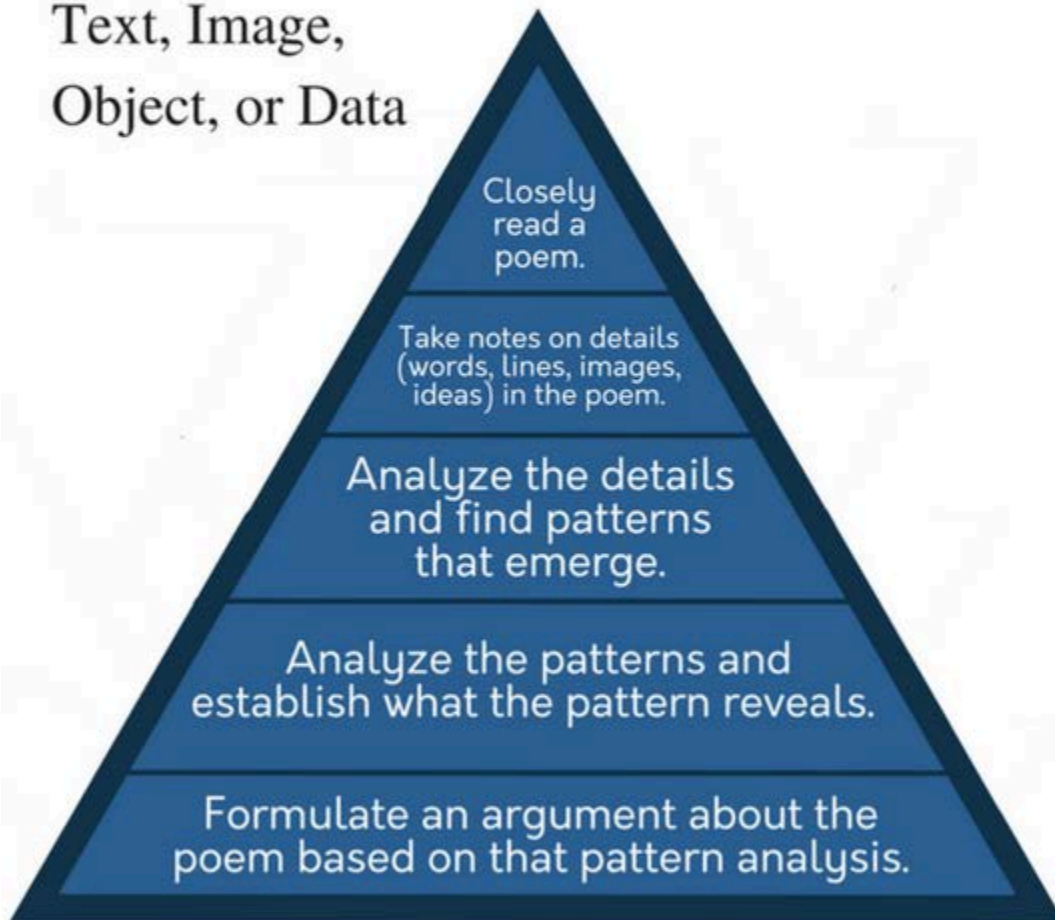 Text, Image,
Object, or Data
Closely
read a
poem.
Take notes on details
(words, lines, images,
ideas) in the poem.
Analyze the details
and find patterns
that emerge.
Analyze the patterns and
establish what the pattern reveals.
Formulate an argument about the
poem based on that pattern analysis.